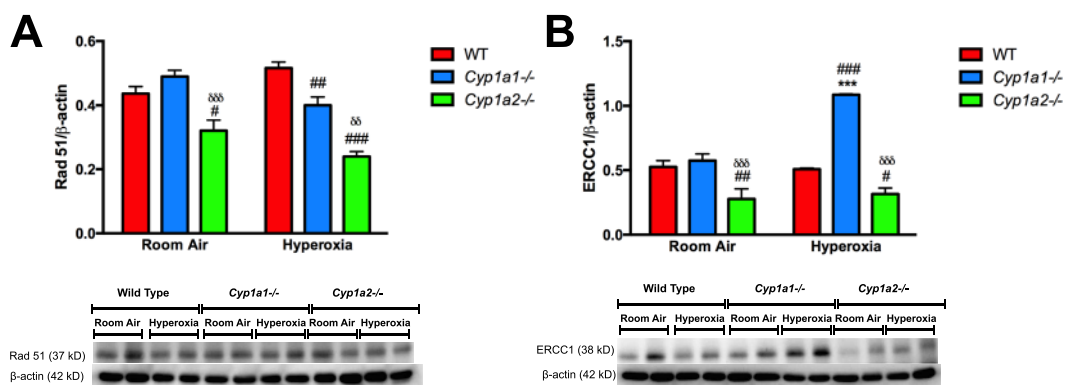 A
0.6
0.4
0.2
0.0
Rad 51/β-actin
δδδ
#
##
δδ
###
Room Air
Hyperoxia
WT
Cyp1a1-/-
Cyp1a2-/-
Wild Type
Cyp1a1-/-
Cyp1a2-/-
Room Air
Hyperoxia
Room Air
Hyperoxia
Room Air
Hyperoxia
Rad 51 (37 kD)
β-actin (42 kD)
B
1.5
1.0
0.5
0.0
ERCC1/β-actin
δδδ
##
###
***
δδδ
#
Room Air
Hyperoxia
WT
Cyp1a1-/-
Cyp1a2-/-
Wild Type
Cyp1a1-/-
Cyp1a2-/-
Room Air
Hyperoxia
Room Air
Hyperoxia
Room Air
Hyperoxia
ERCC1 (38 kD)
β-actin (42 kD)